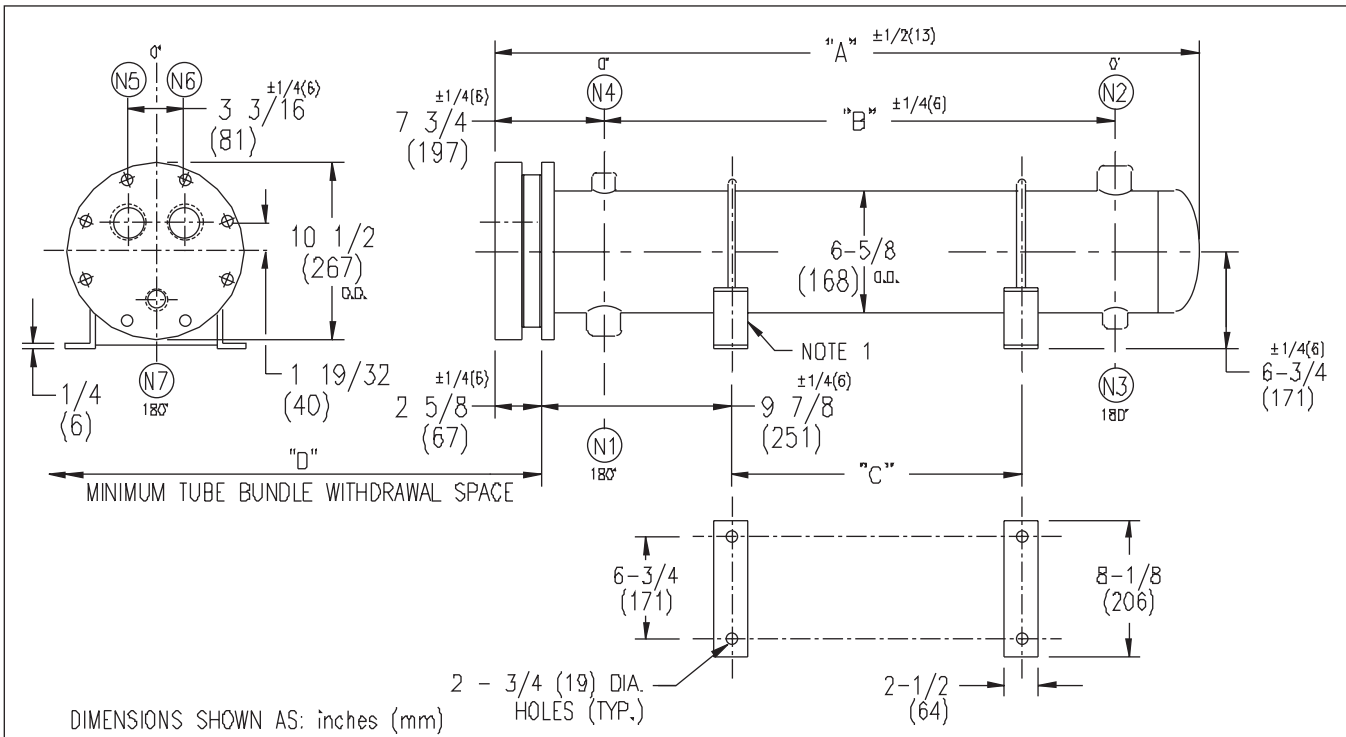 "A" ±1/2(13)
0°
N5 N6
±1/4(6)
3 3/16
(81)
±1/4(6)
7 3/4
(197)
0°
N4
"B" ±1/4(6)
0°
N2
10 1/2
(267)
O.D.
6-5/8
(168) O.D.
NOTE 1
1/4
(6)
N7
180°
1 19/32
(40)
±1/4(6)
2 5/8
(67)
±1/4(6)
9 7/8
(251)
N1
180°
N3
180°
±1/4(6)
6-3/4
(171)
"D"
MINIMUM TUBE BUNDLE WITHDRAWAL SPACE
"C"
6-3/4
(171)
8-1/8
(206)
2 - 3/4 (19) DIA.
HOLES (TYP.)
2-1/2
(64)
DIMENSIONS SHOWN AS: inches (mm)